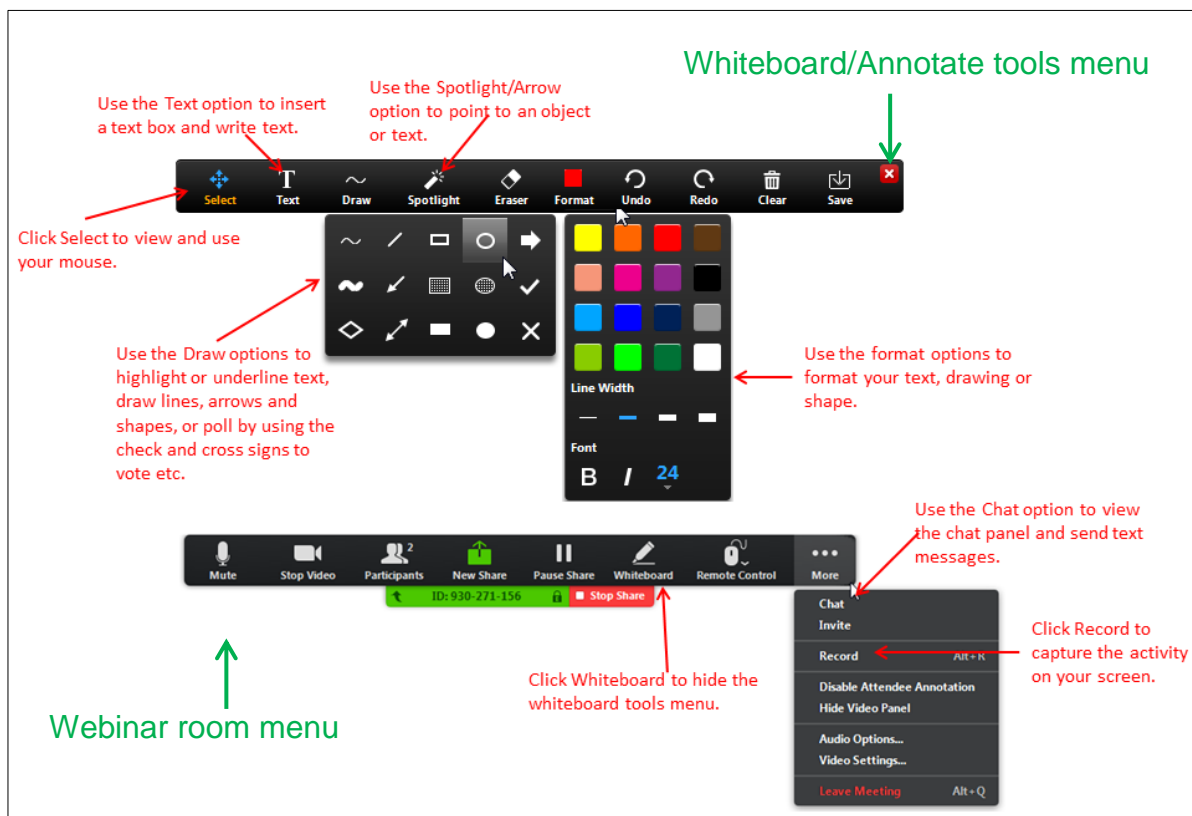 Whiteboard/Annotate tools menu
Use the Text option to insert
a text box and write text.
Use the Spotlight/Arrow
option to point to an object
or text.
Select Text Draw Spotlight Eraser Format Undo Redo Clear Save
Click Select to view and use
your mouse.
Use the Draw options to
highlight or underline text,
draw lines, arrows and
shapes, or poll by using the
check and cross signs to
vote etc.
Line Width
Font
B I 24
Use the format options to
format your text, drawing or
shape.
Use the Chat option to view
the chat panel and send text
messages.
2
Mute Stop Video Participants New Share Pause Share Whiteboard Remote Control More
ID: 930-271-156 Stop Share
Chat
Invite
Record Alt+R
Disable Attendee Annotation
Hide Video Panel
Audio Options...
Video Settings...
Leave Meeting Alt+Q
Click Record to
capture the activity
on your screen.
Click Whiteboard to hide the
whiteboard tools menu.
Webinar room menu